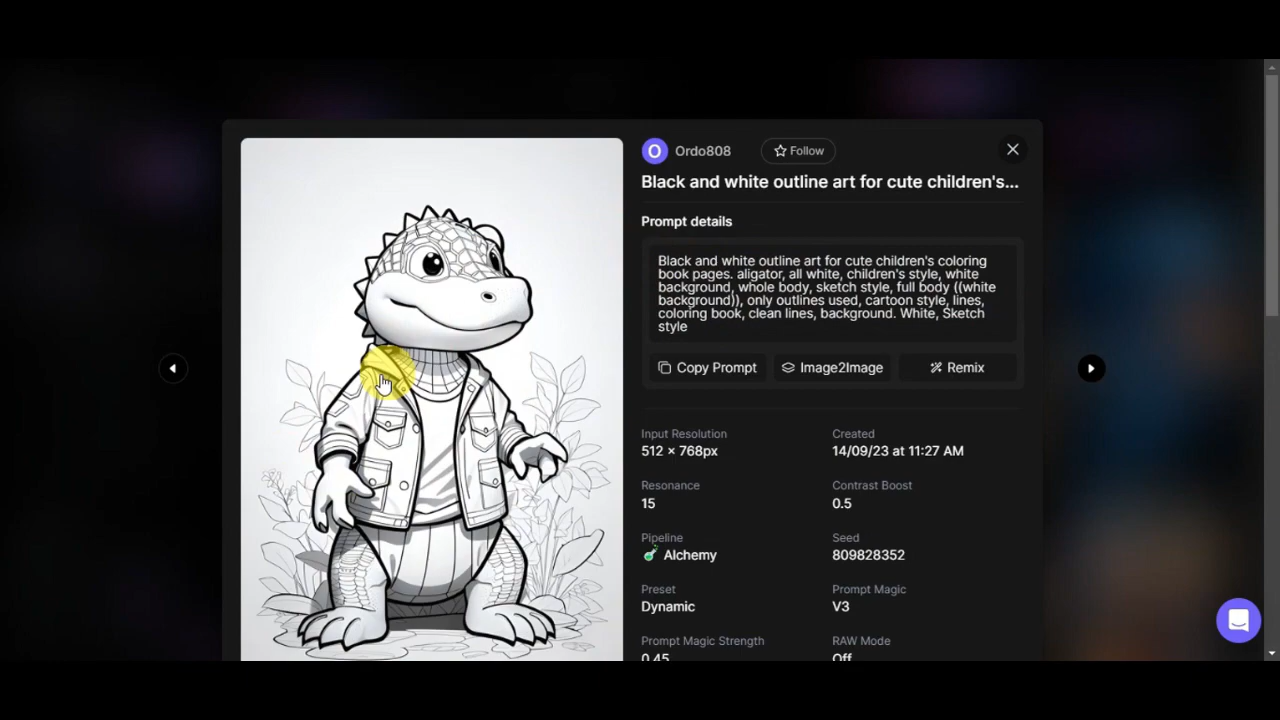 O Ordo808 Follow
Black and white outline art for cute children's...
Prompt details
Black and white outline art for cute children's coloring
book pages. aligator, all white, children's style, white
background, whole body, sketch style, full body ((white
background)), only outlines used, cartoon style, lines,
coloring book, clean lines, background. White, Sketch
style
Copy Prompt Image2Image Remix
Input Resolution Created
512 × 768px 14/09/23 at 11:27 AM
Resonance Contrast Boost
15 0.5
Pipeline Seed
Alchemy 809828352
Preset Prompt Magic
Dynamic V3
Prompt Magic Strength RAW Mode
0.45 Off